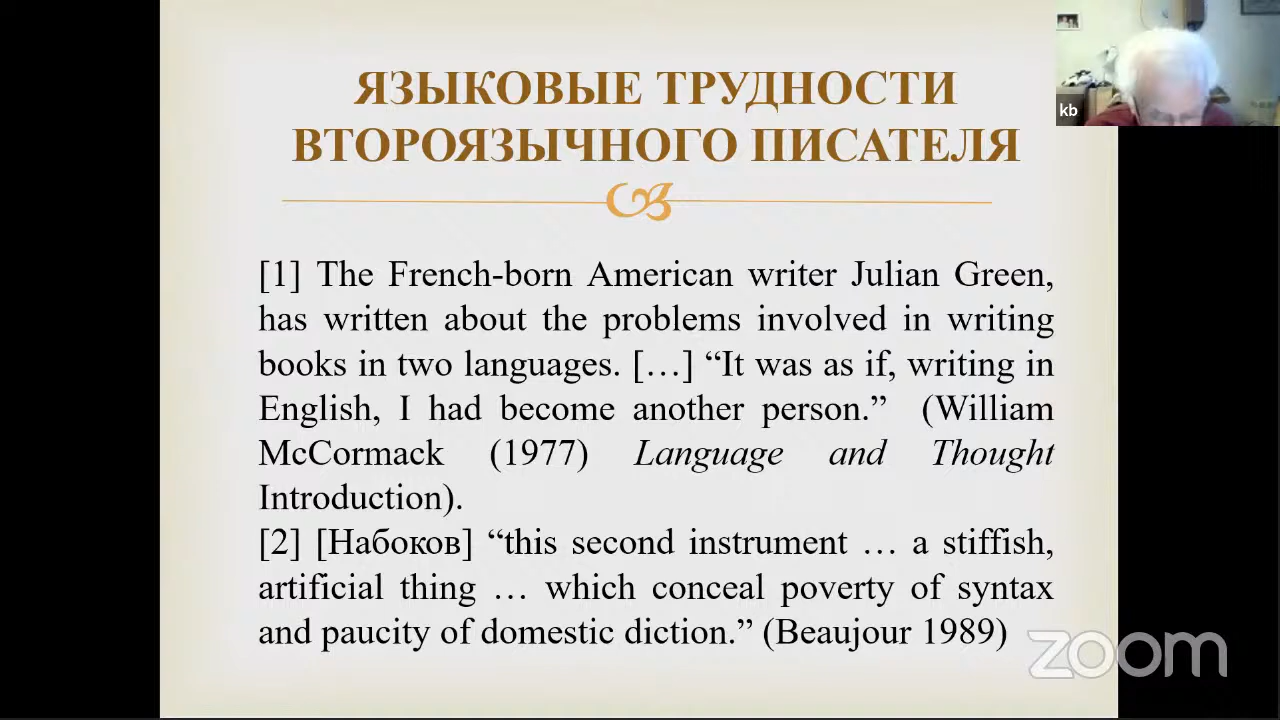 ЯЗЫКОВЫЕ ТРУДНОСТИ
ВТОРОЯЗЫЧНОГО ПИСАТЕЛЯ
kb
[1] The French-born American writer Julian Green,
has written about the problems involved in writing
books in two languages. […] “It was as if, writing in
English, I had become another person.” (William
McCormack (1977) Language and Thought
Introduction).
[2] [Набоков] “this second instrument … a stiffish,
artificial thing … which conceal poverty of syntax
and paucity of domestic diction.” (Beaujour 1989)
zoom